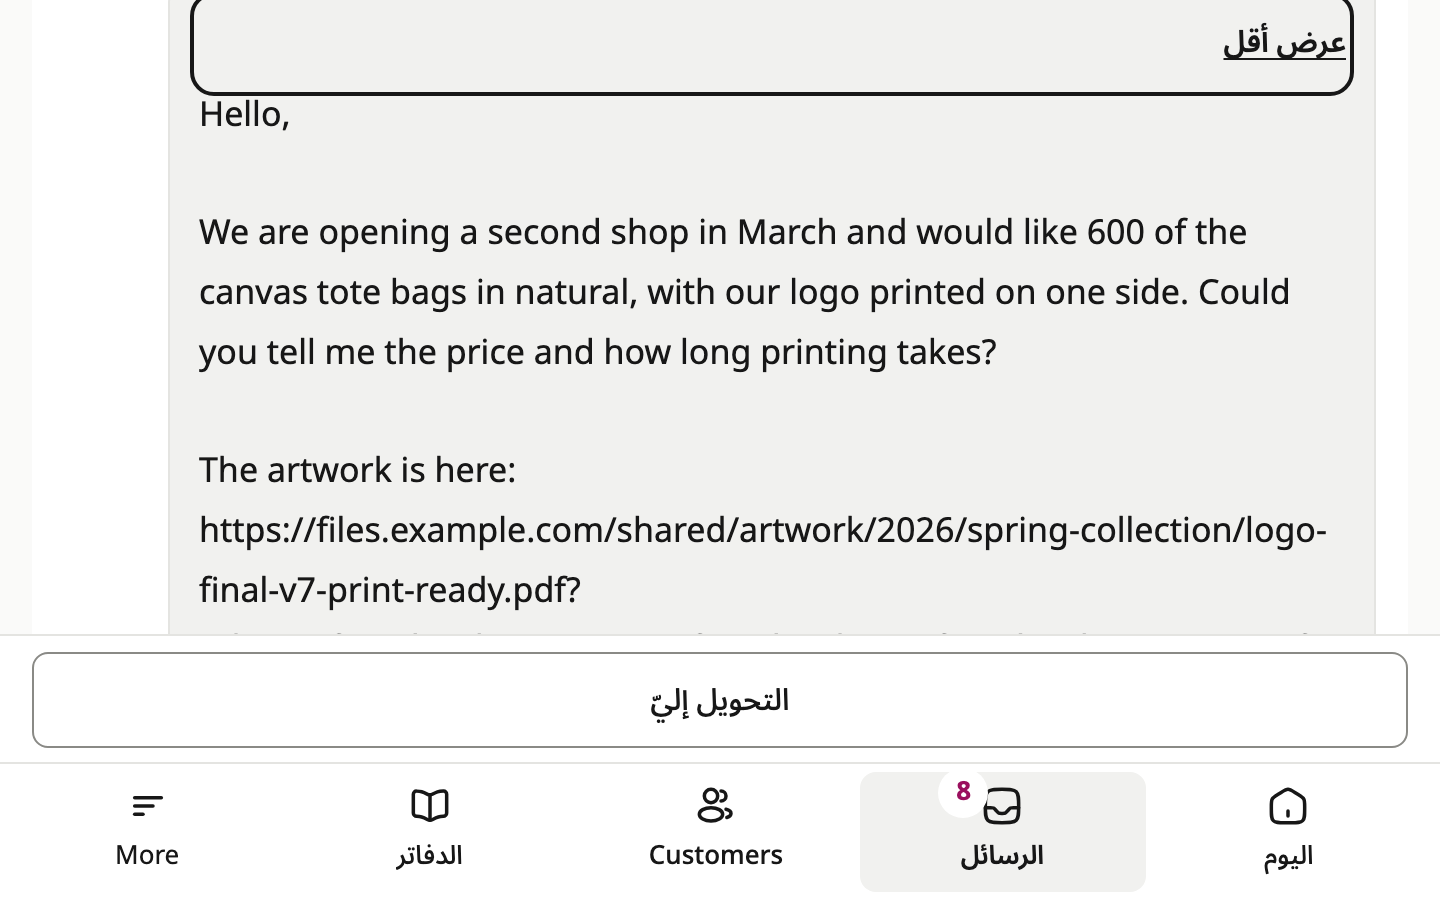 عرض أقل
Hello,
We are opening a second shop in March and would like 600 of the
canvas tote bags in natural, with our logo printed on one side. Could
you tell me the price and how long printing takes?
The artwork is here:
https://files.example.com/shared/artwork/2026/spring-collection/logo-
final-v7-print-ready.pdf?
التحويل إليّ
اليوم
8
الرسائل
Customers
الدفاتر
More